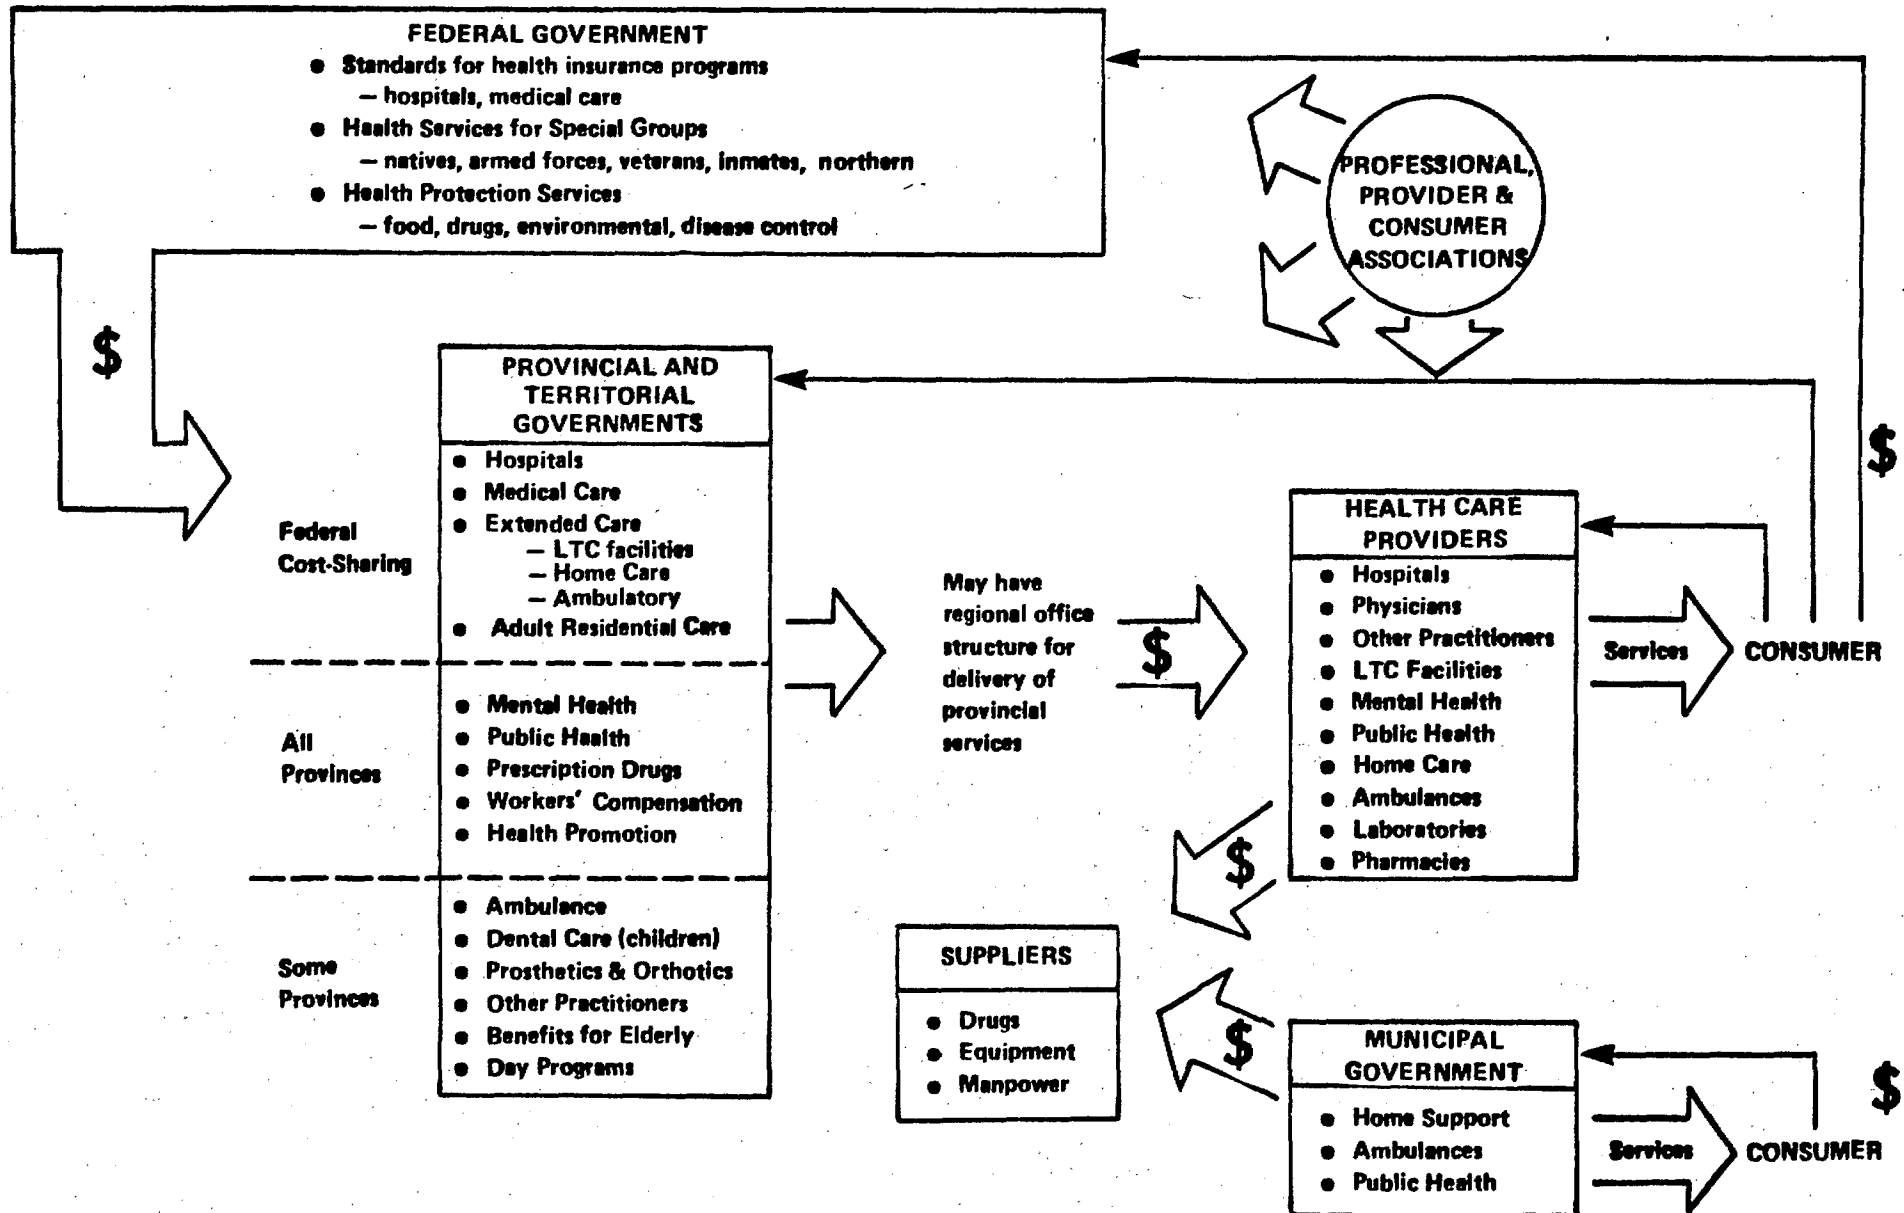 FEDERAL GOVERNMENT
● Standards for health insurance programs
— hospitals, medical care
● Health Services for Special Groups
— natives, armed forces, veterans, inmates, northern
● Health Protection Services
— food, drugs, environmental, disease control
PROFESSIONAL,
PROVIDER &
CONSUMER
ASSOCIATIONS
$
$
PROVINCIAL AND
TERRITORIAL
GOVERNMENTS
Federal
Cost-Sharing
● Hospitals
● Medical Care
● Extended Care
— LTC facilities
— Home Care
— Ambulatory
● Adult Residential Care
All
Provinces
● Mental Health
● Public Health
● Prescription Drugs
● Workers' Compensation
● Health Promotion
Some
Provinces
● Ambulance
● Dental Care (children)
● Prosthetics & Orthotics
● Other Practitioners
● Benefits for Elderly
● Day Programs
May have
regional office
structure for
delivery of
provincial
services
$
HEALTH CARE
PROVIDERS
● Hospitals
● Physicians
● Other Practitioners
● LTC Facilities
● Mental Health
● Public Health
● Home Care
● Ambulances
● Laboratories
● Pharmacies
Services
CONSUMER
$
SUPPLIERS
● Drugs
● Equipment
● Manpower
$
MUNICIPAL
GOVERNMENT
● Home Support
● Ambulances
● Public Health
Services
CONSUMER
$